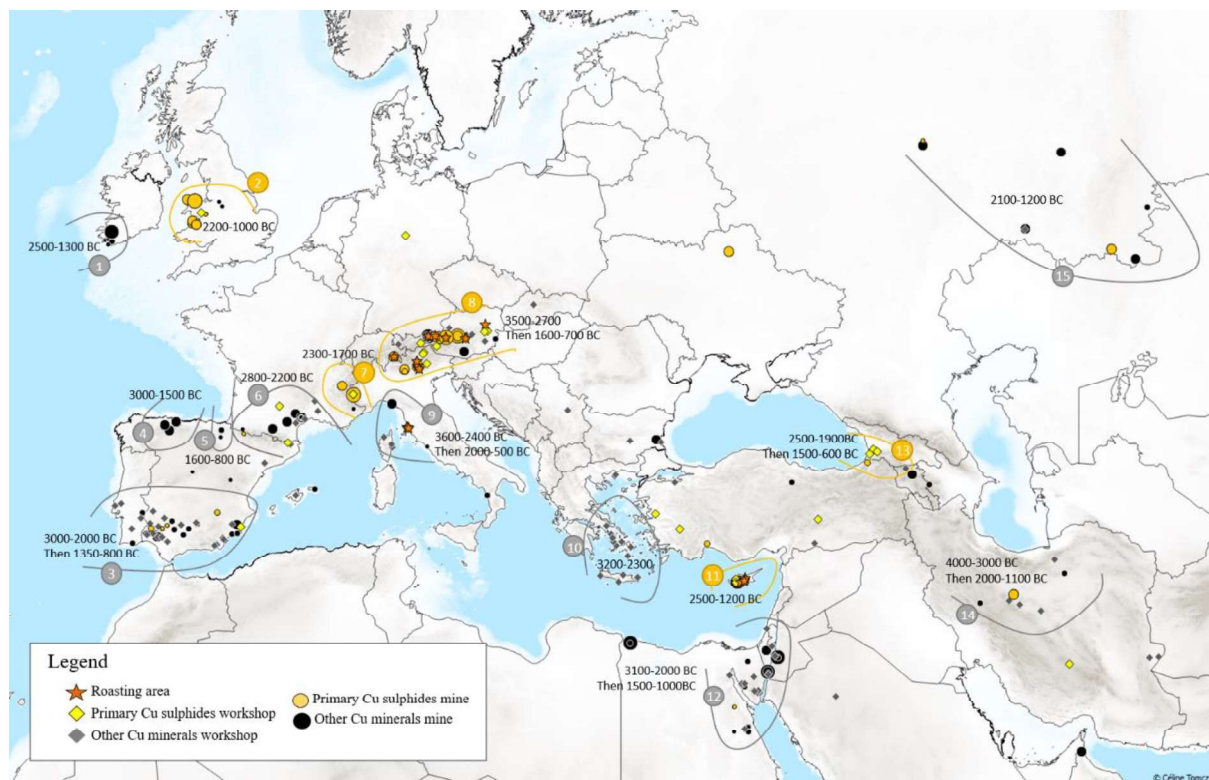 2
2200-1000 BC
2500-1300 BC
1
2100-1200 BC
15
8
3500-2700
Then 1600-700 BC
2300-1700 BC
7
2800-2200 BC
6
3000-1500 BC
4
5
1600-800 BC
9
3600-2400 BC
Then 2000-500 BC
2500-1900BC
Then 1500-600 BC
13
3000-2000 BC
Then 1350-800 BC
3
10
3200-2300
11
2500-1200 BC
4000-3000 BC
Then 2000-1100 BC
14
3100-2000 BC
Then 1500-1000BC
12
Legend
Roasting area
Primary Cu sulphides mine
Primary Cu sulphides workshop
Other Cu minerals mine
Other Cu minerals workshop
© Céline Tomcz